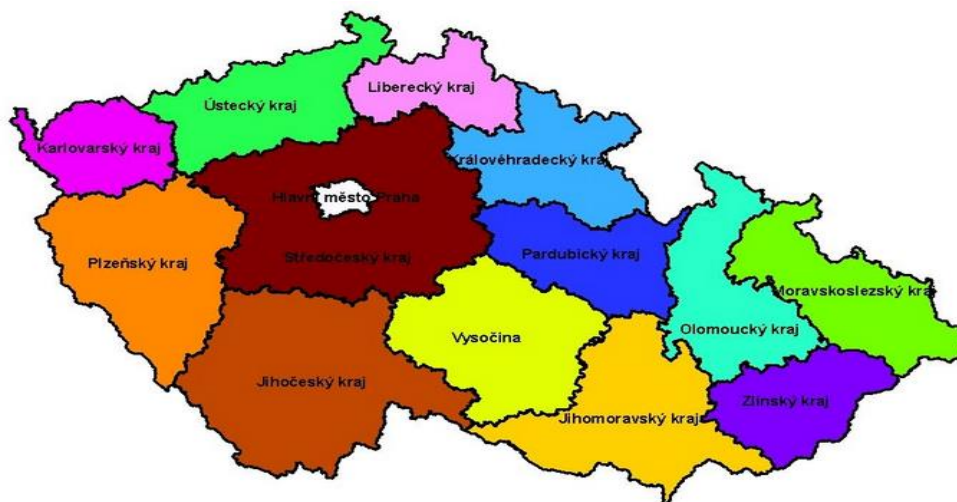 Liberecký kraj
Ústecký kraj
Karlovarský kraj
Královéhradecký kraj
Hlavní město Praha
Středočeský kraj
Plzeňský kraj
Pardubický kraj
Moravskoslezský kraj
Olomoucký kraj
Vysočina
Jihočeský kraj
Zlínský kraj
Jihomoravský kraj